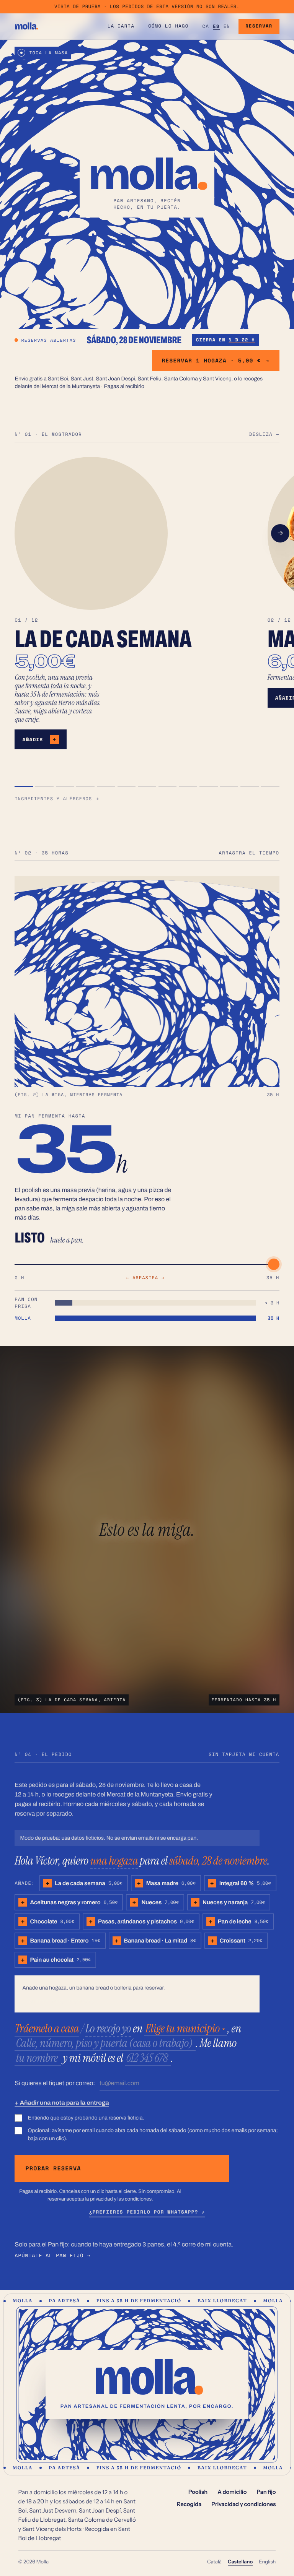 VISTA DE PRUEBA · LOS PEDIDOS DE ESTA VERSIÓN NO SON REALES.
molla.
LA CARTA
CÓMO LO HAGO
CA ES EN
RESERVAR
TOCA LA MASA
molla.
PAN ARTESANO, RECIÉN
HECHO, EN TU PUERTA.
RESERVAS ABIERTAS
SÁBADO, 28 DE NOVIEMBRE
CIERRA EN
RESERVAR 1 HOGAZA · 5,00 € →
Envío gratis a Sant Boi, Sant Just, Sant Joan Despí, Sant Feliu, Santa Coloma y Sant Vicenç, o lo recoges
delante del Mercat de la Muntanyeta · Pagas al recibirlo
Nº 01 · EL MOSTRADOR
DESLIZA →
01 / 12
LA DE CADA SEMANA
5,00€
Con poolish, una masa previa
que fermenta toda la noche, y
hasta 35 h de fermentación: más
sabor y aguanta tierno más días.
Suave, miga abierta y corteza
que cruje.
AÑADIR +
02 / 12
MA
6,0
Fermenta
AÑADIR
INGREDIENTES Y ALÉRGENOS +
Nº 02 · 35 HORAS
ARRASTRA EL TIEMPO
(FIG. 2) LA MIGA, MIENTRAS FERMENTA
35 H
MI PAN FERMENTA HASTA
35h
El poolish es una masa previa (harina, agua y una pizca de
levadura) que fermenta despacio toda la noche. Por eso el
pan sabe más, la miga sale más abierta y aguanta tierno
más días.
LISTO huele a pan.
0 H
← ARRASTRA →
35 H
PAN CON
PRISA
< 3 H
MOLLA
35 H
Esto es la miga.
(FIG. 3) LA DE CADA SEMANA, ABIERTA
FERMENTADO HASTA 35 H
Nº 04 · EL PEDIDO
SIN TARJETA NI CUENTA
Este pedido es para el sábado, 28 de noviembre. Te lo llevo a casa de
12 a 14 h, o lo recoges delante del Mercat de la Muntanyeta. Envío gratis y
pagas al recibirlo. Horneo cada miércoles y sábado, y cada hornada se
reserva por separado.
Modo de prueba: usa datos ficticios. No se envían emails ni se encarga pan.
Hola Víctor, quiero una hogaza para el sábado, 28 de noviembre.
AÑADE:
+ La de cada semana 5,00€
+ Masa madre 6,00€
+ Integral 60 % 5,00€
+ Aceitunas negras y romero 6,50€
+ Nueces 7,00€
+ Nueces y naranja 7,00€
+ Chocolate 8,00€
+ Pasas, arándanos y pistachos 8,00€
+ Pan de leche 8,50€
+ Banana bread · Entero 15€
+ Banana bread · La mitad 8€
+ Croissant 2,20€
+ Pain au chocolat 2,50€
Añade una hogaza, un banana bread o bollería para reservar.
Tráemelo a casa / Lo recojo yo en Elige tu municipio , en
Calle, número, piso y puerta (casa o trabajo) . Me llamo
tu nombre y mi móvil es el 612 345 678 .
Si quieres el tíquet por correo: tu@email.com
+ Añadir una nota para la entrega
Entiendo que estoy probando una reserva ficticia.
Opcional: avísame por email cuando abra cada hornada del sábado (como mucho dos emails por semana,
baja con un clic).
PROBAR RESERVA
Pagas al recibirlo. Cancelas con un clic hasta el cierre. Sin compromiso. Al
reservar aceptas la privacidad y las condiciones.
¿PREFIERES PEDIRLO POR WHATSAPP? ↗
Solo para el Pan fijo: cuando te haya entregado 3 panes, el 4.º corre de mi cuenta.
APÚNTATE AL PAN FIJO →
MOLLA PA ARTESÀ FINS A 35 H DE FERMENTACIÓ BAIX LLOBREGAT MOLLA
molla.
PAN ARTESANAL DE FERMENTACIÓN LENTA, POR ENCARGO.
MOLLA PA ARTESÀ FINS A 35 H DE FERMENTACIÓ BAIX LLOBREGAT MOLLA
Pan a domicilio los miércoles de 12 a 14 h o
de 18 a 20 h y los sábados de 12 a 14 h en Sant
Boi, Sant Just Desvern, Sant Joan Despí, Sant
Feliu de Llobregat, Santa Coloma de Cervelló
y Sant Vicenç dels Horts · Recogida en Sant
Boi de Llobregat
Poolish
A domicilio
Pan fijo
Recogida
Privacidad y condiciones
© 2026 Molla
Català
Castellano
English